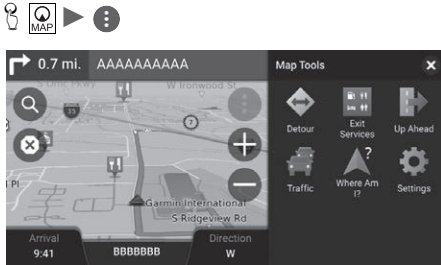 MAP
0.7 mi. AAAAAAAAAA
Map Tools
W Ironwood St
Detour
Exit Services
Up Ahead
Traffic
Where Am I?
Settings
Garmin International
S Ridgeview Rd
Arrival
9:41
BBBBBBB
Direction
W